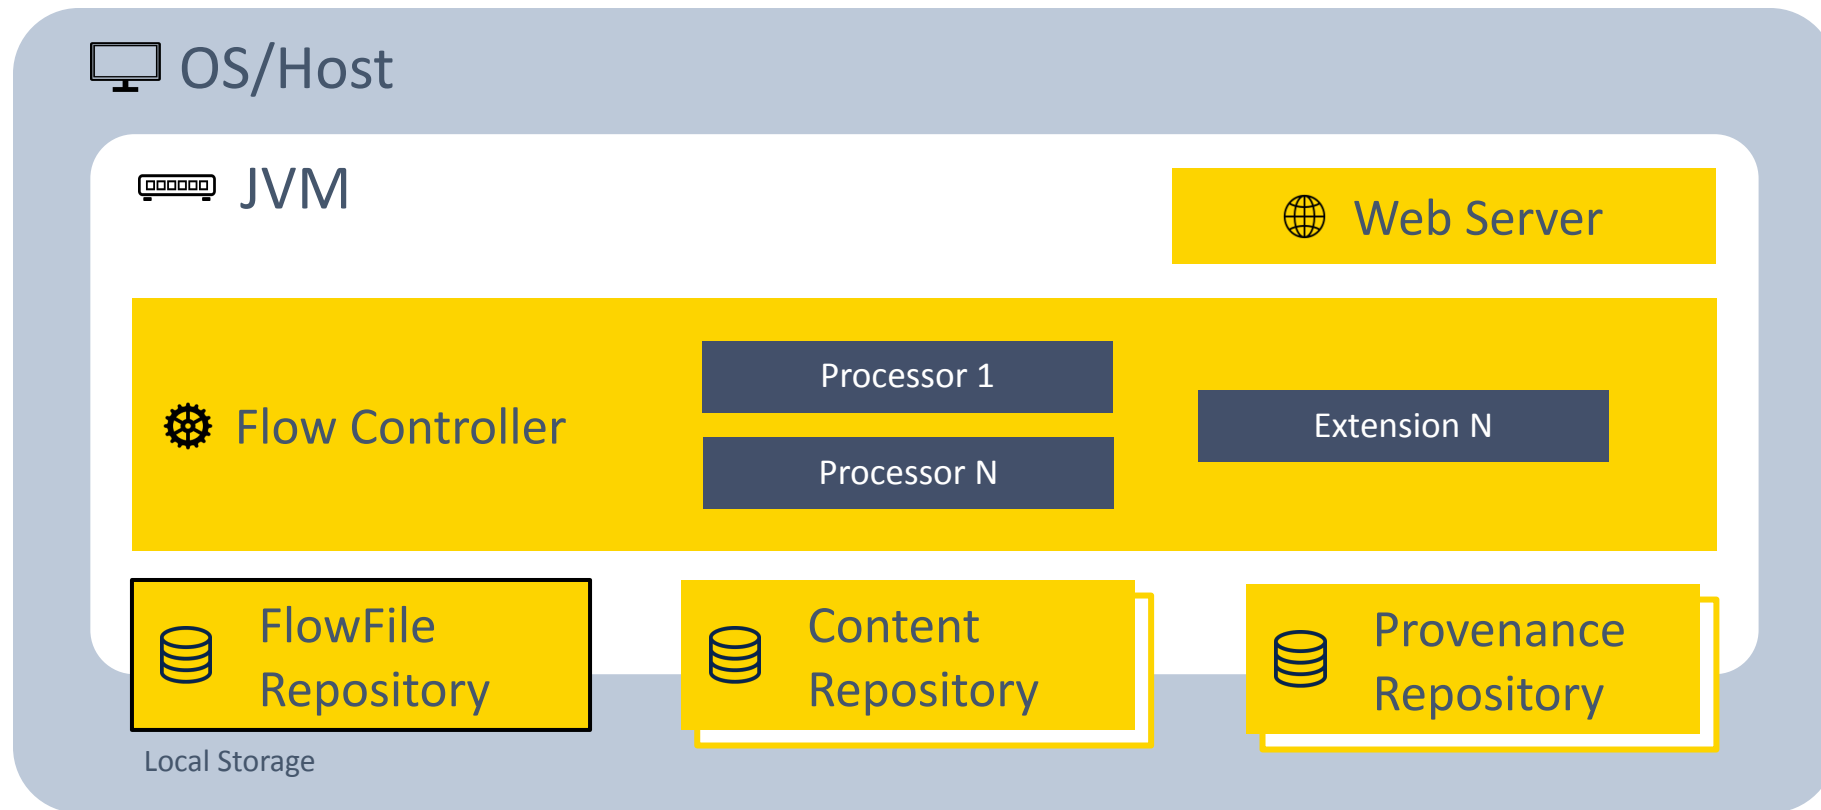 OS/Host
JVM
Web Server
Flow Controller
Processor 1
Processor N
Extension N
FlowFile
Repository
Content
Repository
Provenance
Repository
Local Storage